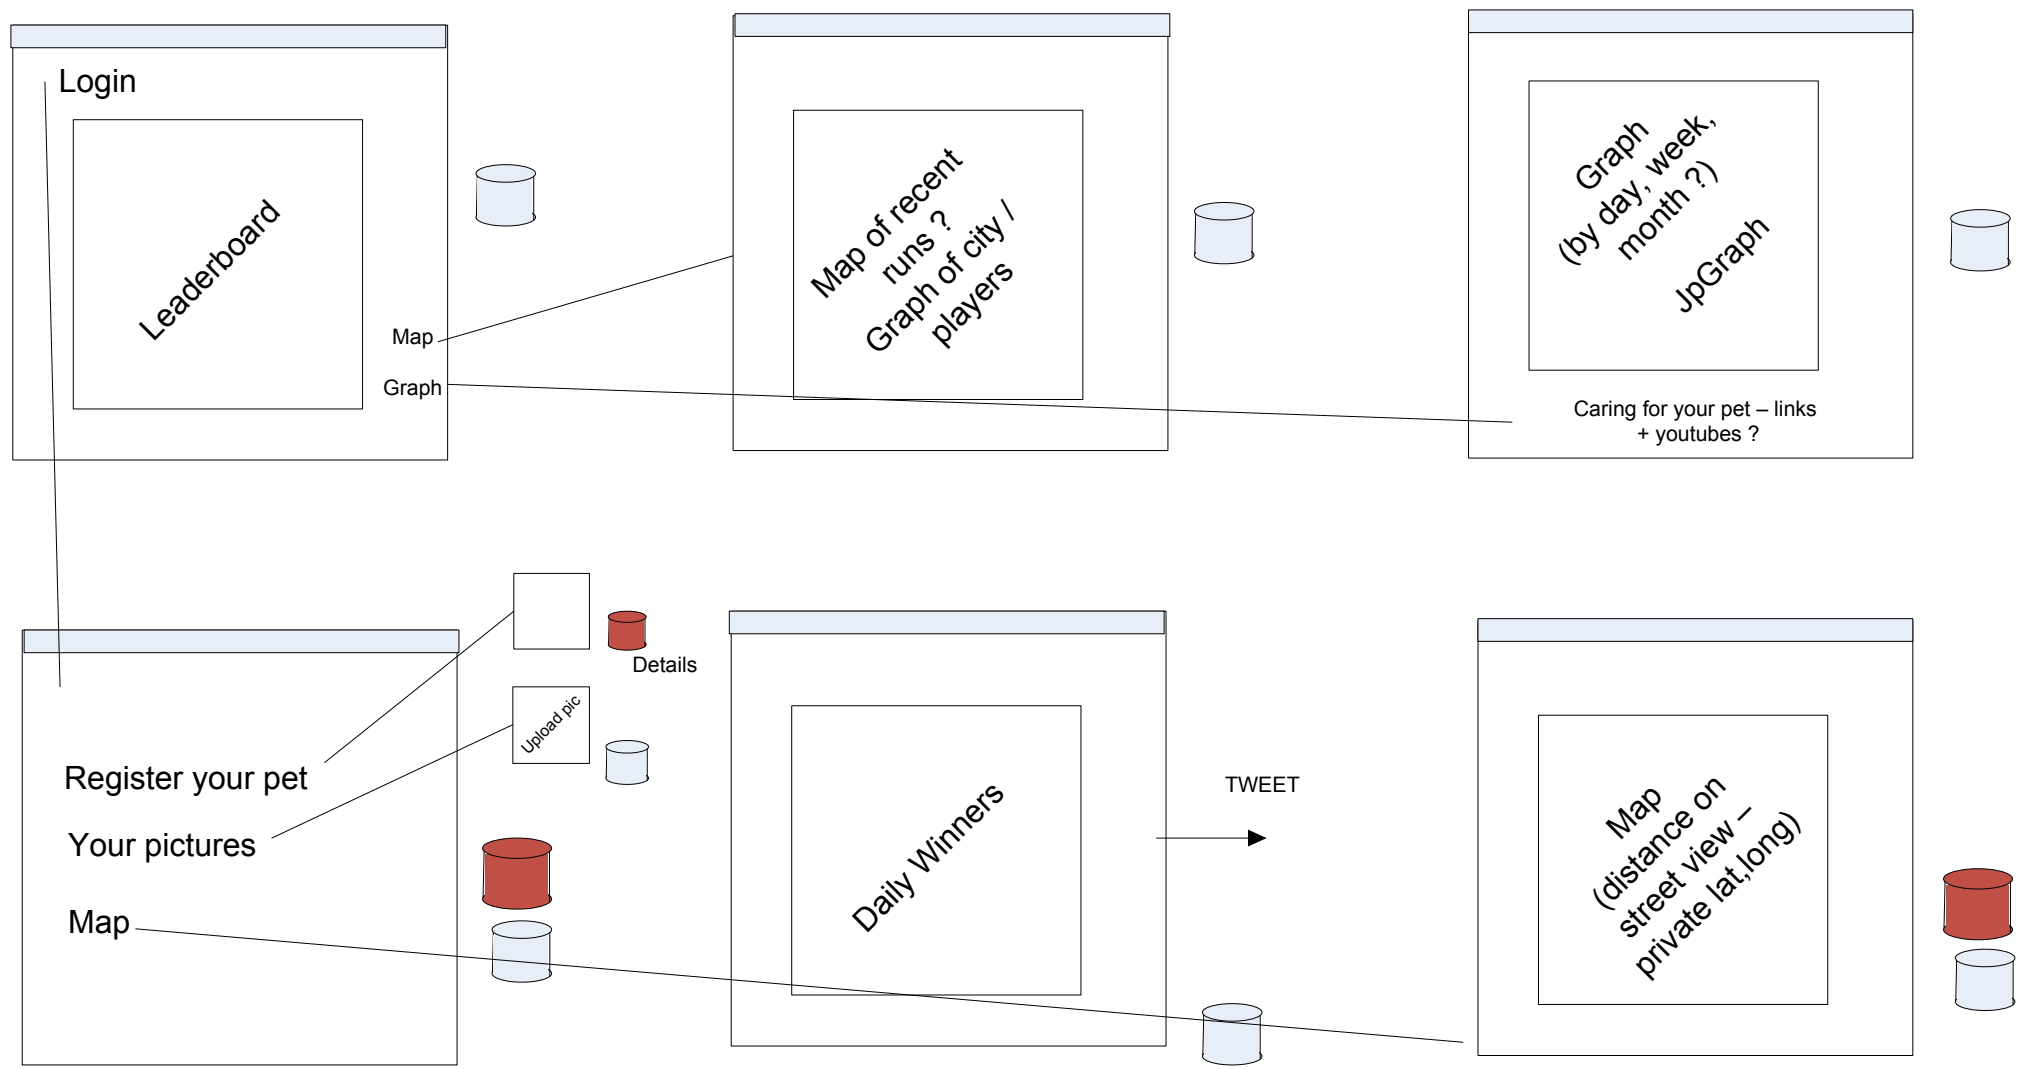 Login
Leaderboard
Map
Graph
Map of recent
runs ?
Graph of city /
players
Graph
(by day, week,
month ?)
JpGraph
Caring for your pet – links
+ youtubes ?
Details
Upload pic
Register your pet
Your pictures
Map
Daily Winners
TWEET
Map
(distance on
street view –
private lat,long)